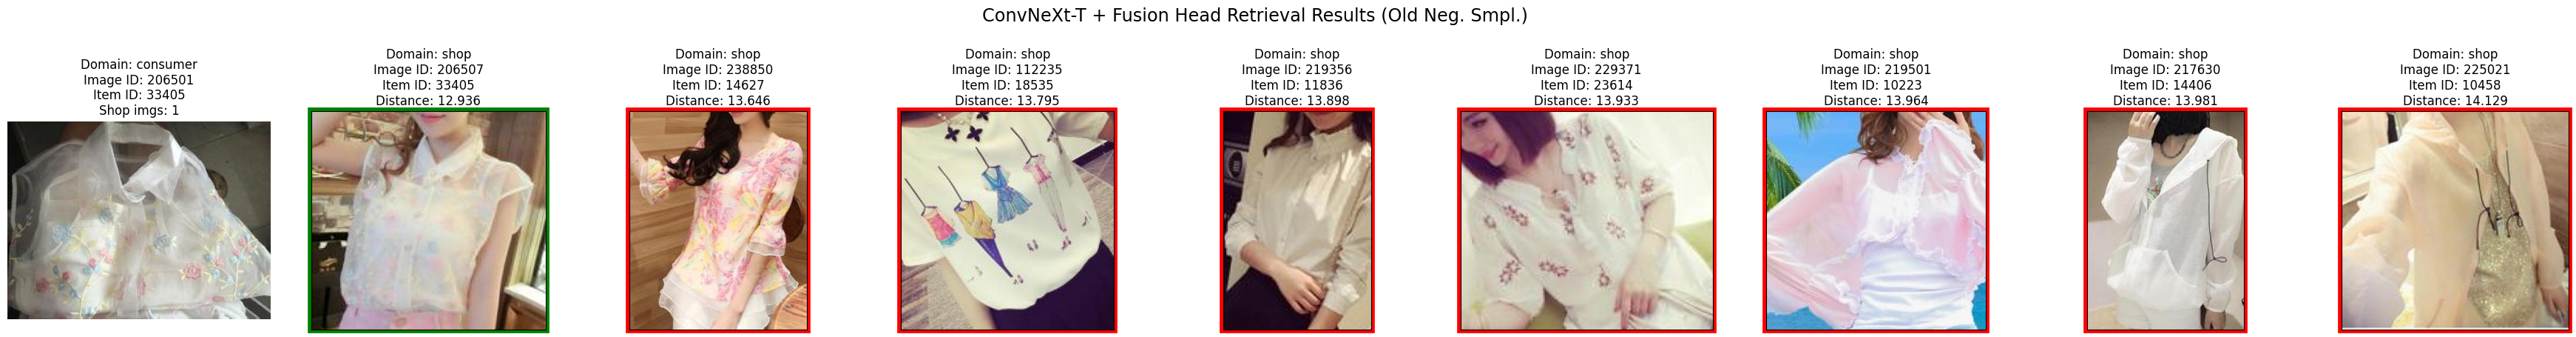 ConvNeXt-T + Fusion Head Retrieval Results (Old Neg. Smpl.)
Domain: consumer
Image ID: 206501
Item ID: 33405
Shop imgs: 1
Domain: shop
Image ID: 206507
Item ID: 33405
Distance: 12.936
Domain: shop
Image ID: 238850
Item ID: 14627
Distance: 13.646
Domain: shop
Image ID: 112235
Item ID: 18535
Distance: 13.795
Domain: shop
Image ID: 219356
Item ID: 11836
Distance: 13.898
Domain: shop
Image ID: 229371
Item ID: 23614
Distance: 13.933
Domain: shop
Image ID: 219501
Item ID: 10223
Distance: 13.964
Domain: shop
Image ID: 217630
Item ID: 14406
Distance: 13.981
Domain: shop
Image ID: 225021
Item ID: 10458
Distance: 14.129